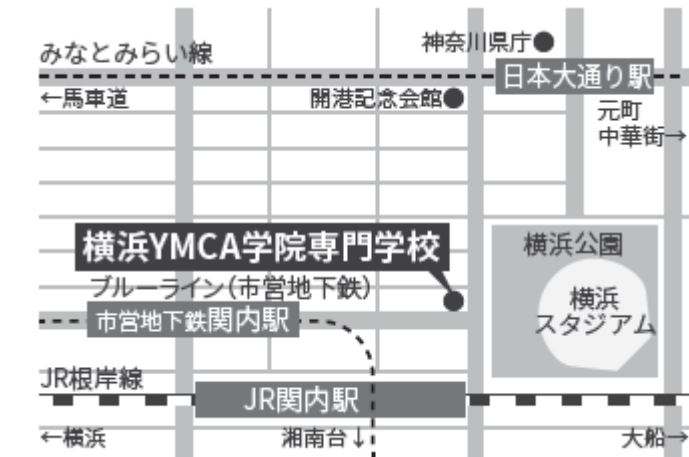 神奈川県庁
みなとみらい線
日本大通り駅
←馬車道
開港記念会館
元町
中華街→
横浜YMCA学院専門学校
横浜公園
ブルーライン(市営地下鉄)
横浜
スタジアム
市営地下鉄関内駅
JR根岸線
JR関内駅
←横浜
湘南台↓
大船→